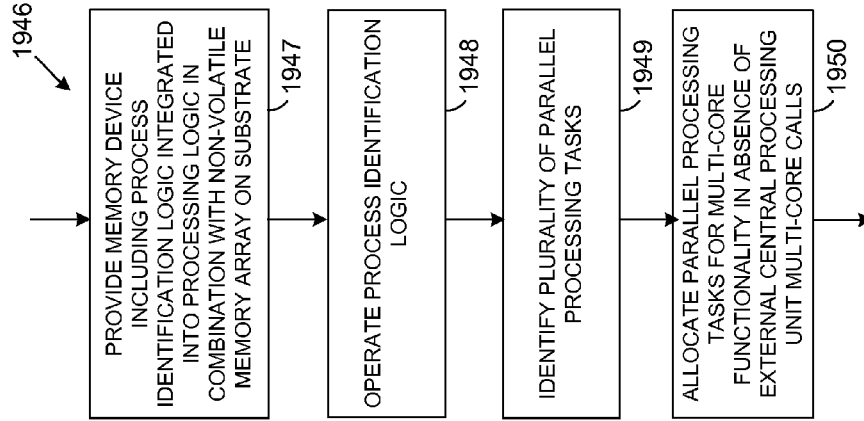 1946
PROVIDE MEMORY DEVICE
INCLUDING PROCESS
IDENTIFICATION LOGIC INTEGRATED
INTO PROCESSING LOGIC IN
COMBINATION WITH NON-VOLATILE
MEMORY ARRAY ON SUBSTRATE
1947
OPERATE PROCESS IDENTIFICATION
LOGIC
1948
IDENTIFY PLURALITY OF PARALLEL
PROCESSING TASKS
1949
ALLOCATE PARALLEL PROCESSING
TASKS FOR MULTI-CORE
FUNCTIONALITY IN ABSENCE OF
EXTERNAL CENTRAL PROCESSING
UNIT MULTI-CORE CALLS
1950